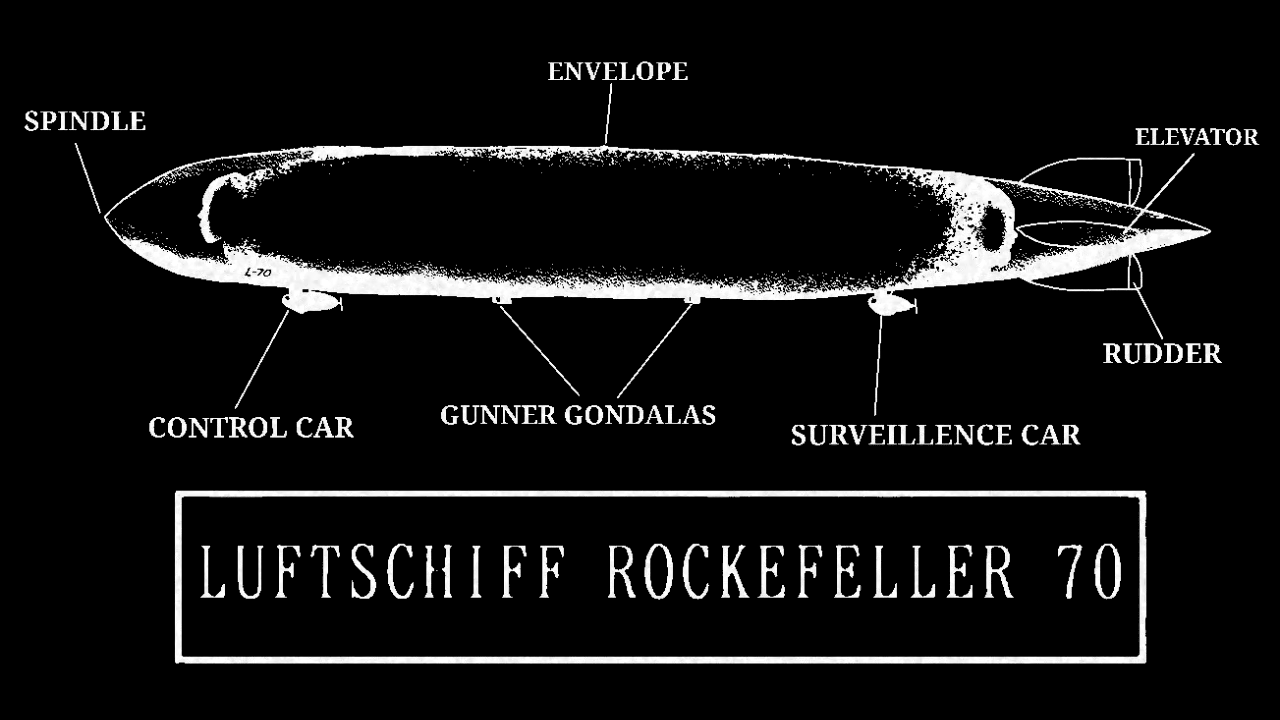 ENVELOPE
SPINDLE
ELEVATOR
L-70
RUDDER
CONTROL CAR
GUNNER GONDALAS
SURVEILLENCE CAR
LUFTSCHIFF ROCKEFELLER 70